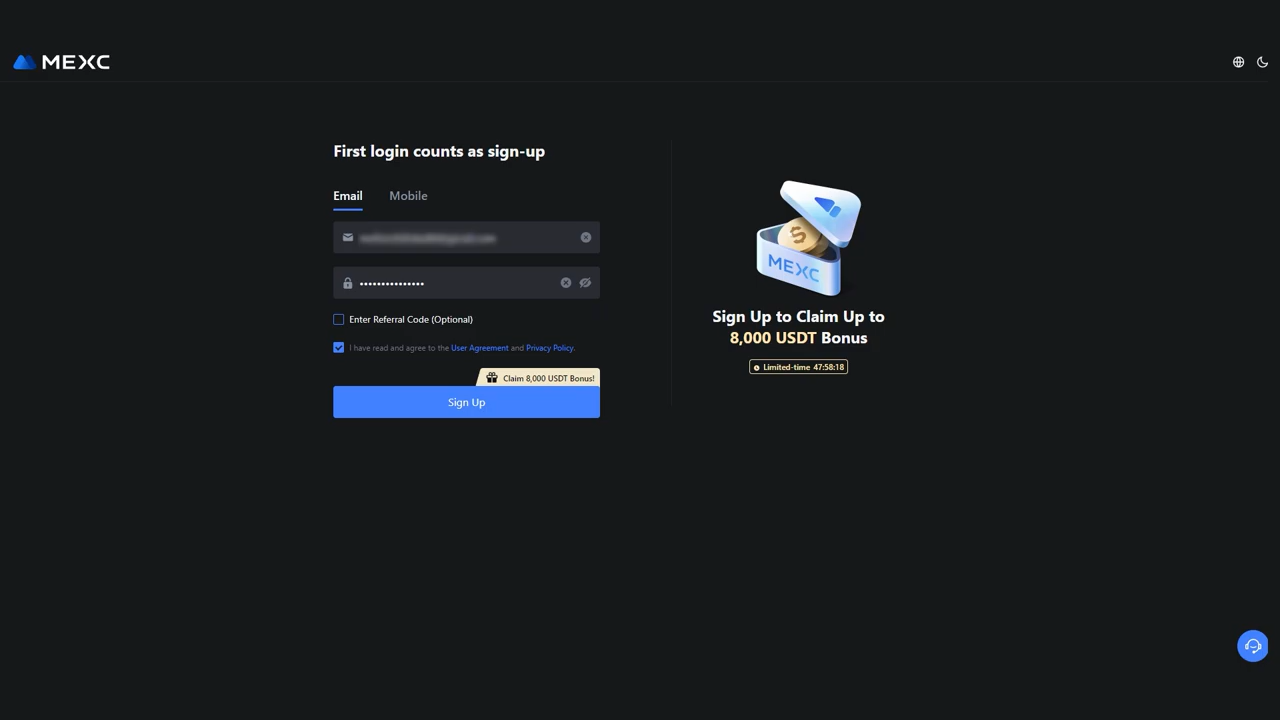 MEXC
First login counts as sign-up
Email
Mobile
•••••••••••••••
Enter Referral Code (Optional)
I have read and agree to the User Agreement and Privacy Policy.
Claim 8,000 USDT Bonus!
Sign Up
MEXC
Sign Up to Claim Up to
8,000 USDT Bonus
Limited-time 47:58:18